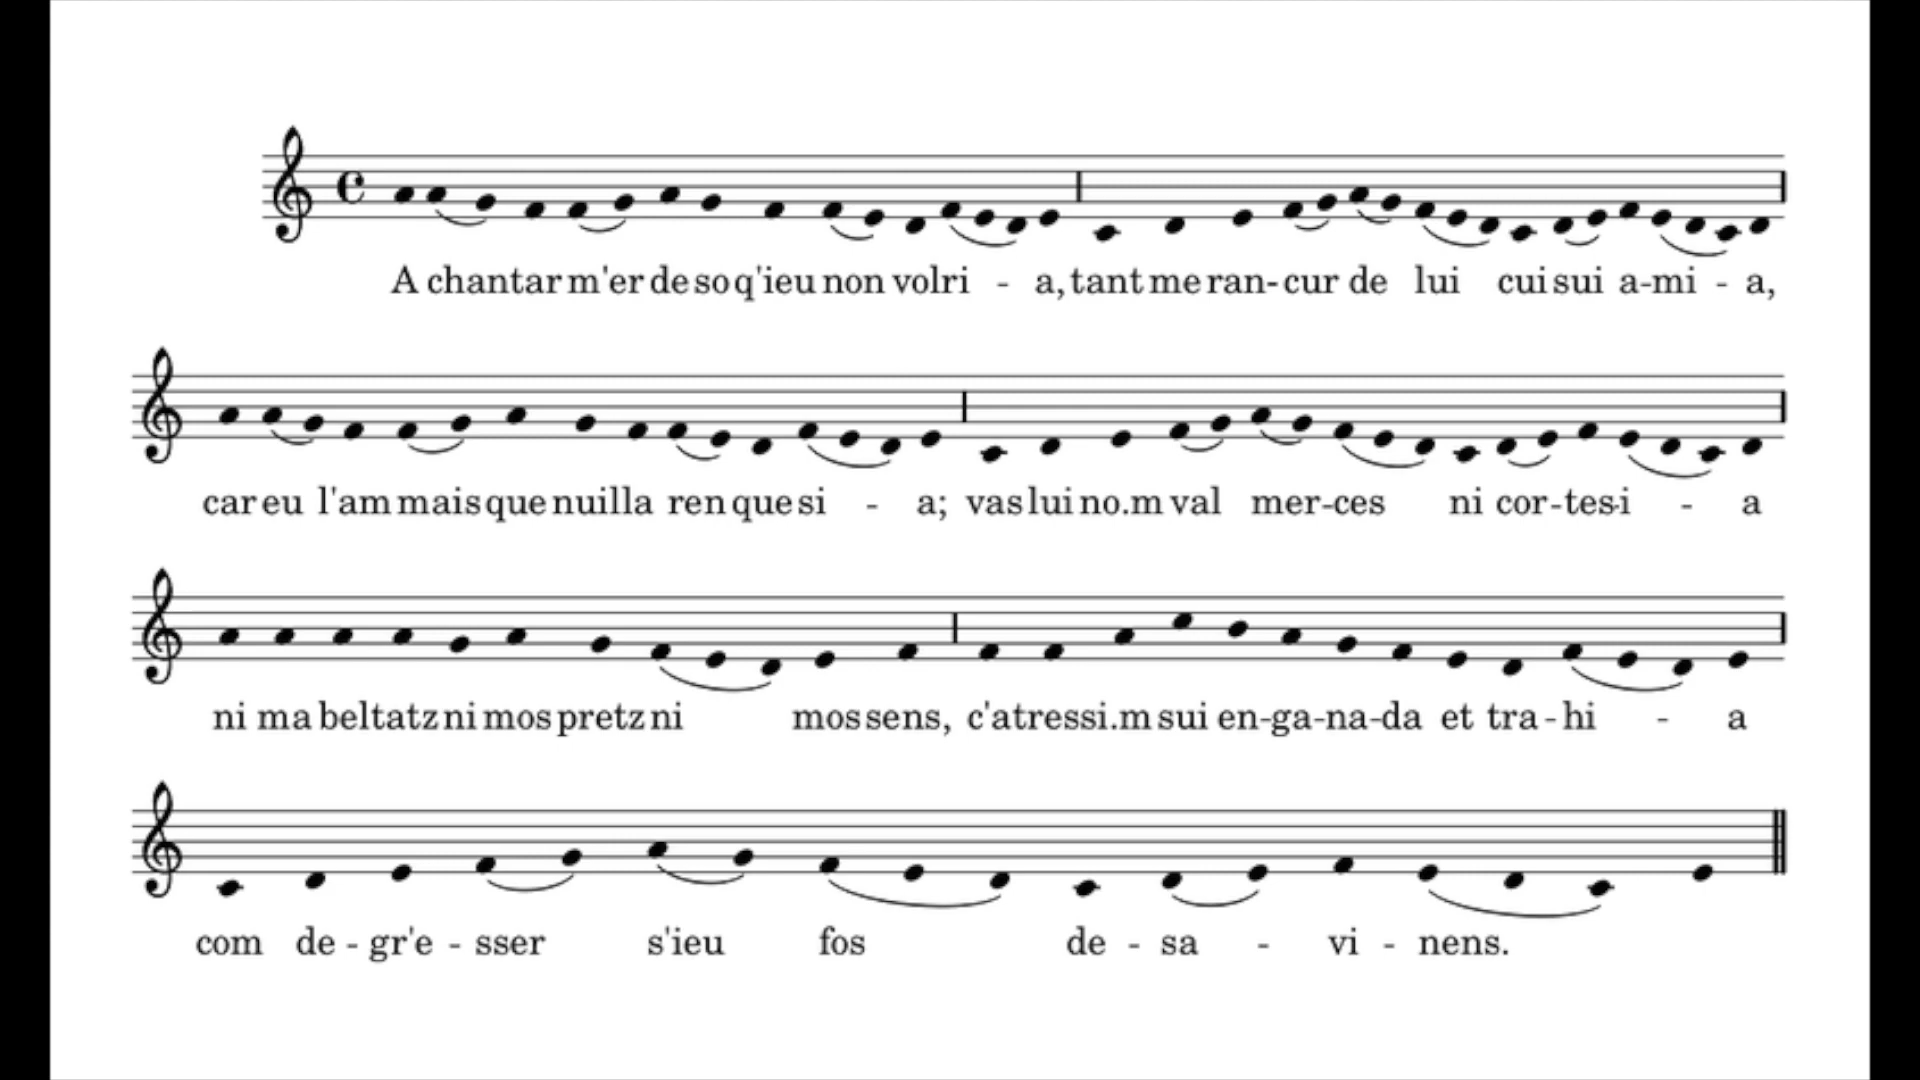 A chantar m'er de so q'ieu non volri - a, tant me ran-cur de lui cui sui a-mi - a,
car eu l'am mais que nuilla ren que si - a; vas lui no.m val mer-ces ni cor-tes-i - a
ni ma beltatz ni mos pretz ni mos sens, c'atressi.m sui en-ga-na-da et tra-hi - a
com de-gr'e-sser s'ieu fos de-sa - vi-nens.